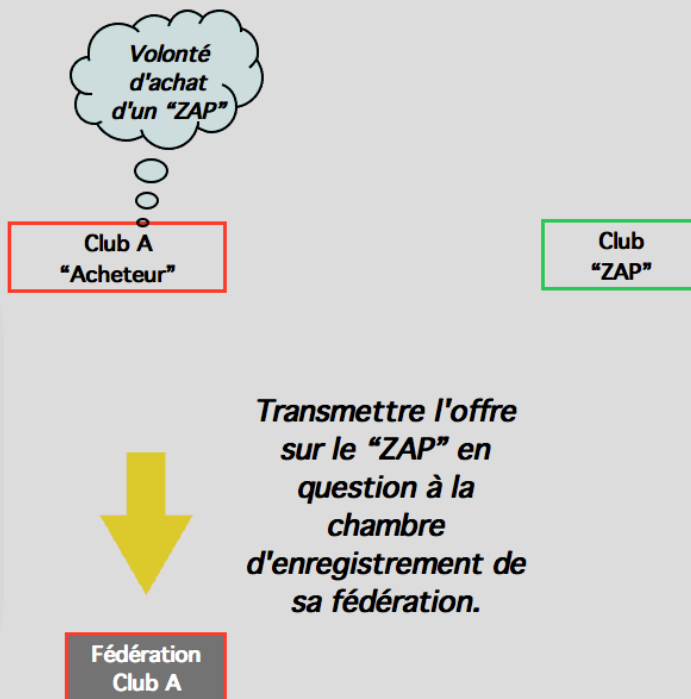 Volonté
d'achat
d'un “ZAP”
Club A
“Acheteur”
Club
“ZAP”
Transmettre l'offre
sur le “ZAP” en
question à la
chambre
d'enregistrement de
sa fédération.
Fédération
Club A